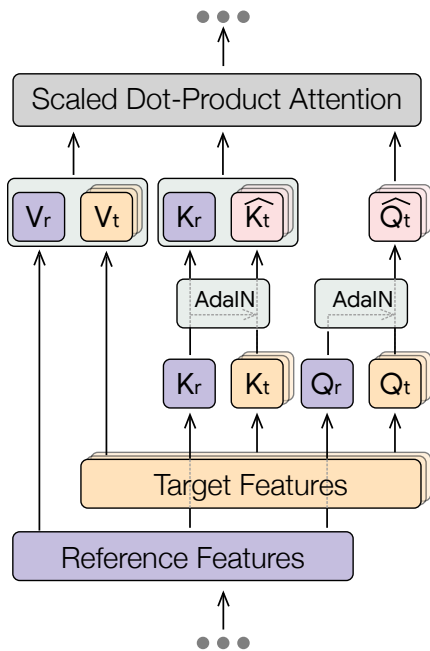 Scaled Dot-Product Attention
Vr Vt Kr K̂t Q̂t
AdaIN AdaIN
Kr Kt Qr Qt
Target Features
Reference Features